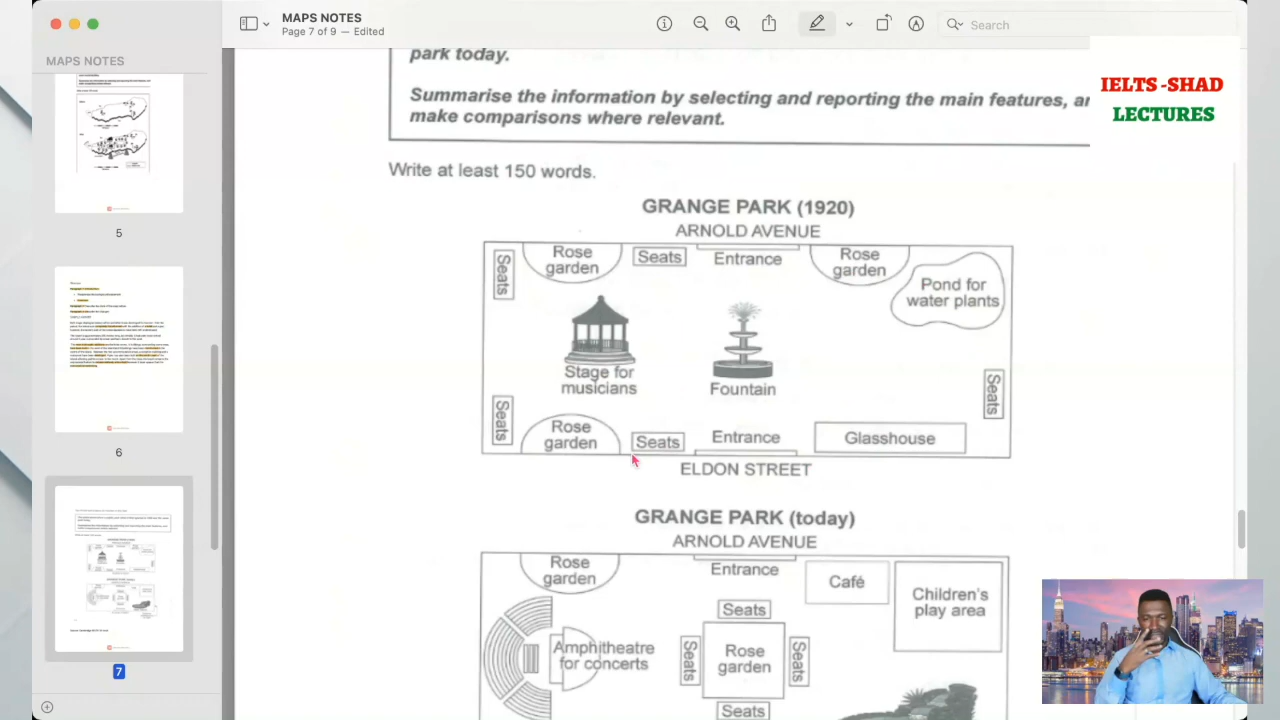 MAPS NOTES
Page 7 of 9 — Edited
Search
MAPS NOTES
5
6
7
IELTS -SHAD
LECTURES
park today.
Summarise the information by selecting and reporting the main features, ar
make comparisons where relevant.
Write at least 150 words.
GRANGE PARK (1920)
ARNOLD AVENUE
Seats
Rose
garden
Seats
Entrance
Rose
garden
Pond for
water plants
Stage for
musicians
Fountain
Seats
Seats
Rose
garden
Seats
Entrance
Glasshouse
ELDON STREET
GRANGE PARK (today)
ARNOLD AVENUE
Rose
garden
Entrance
Café
Children's
play area
Seats
Amphitheatre
for concerts
Seats
Rose
garden
Seats
Seats